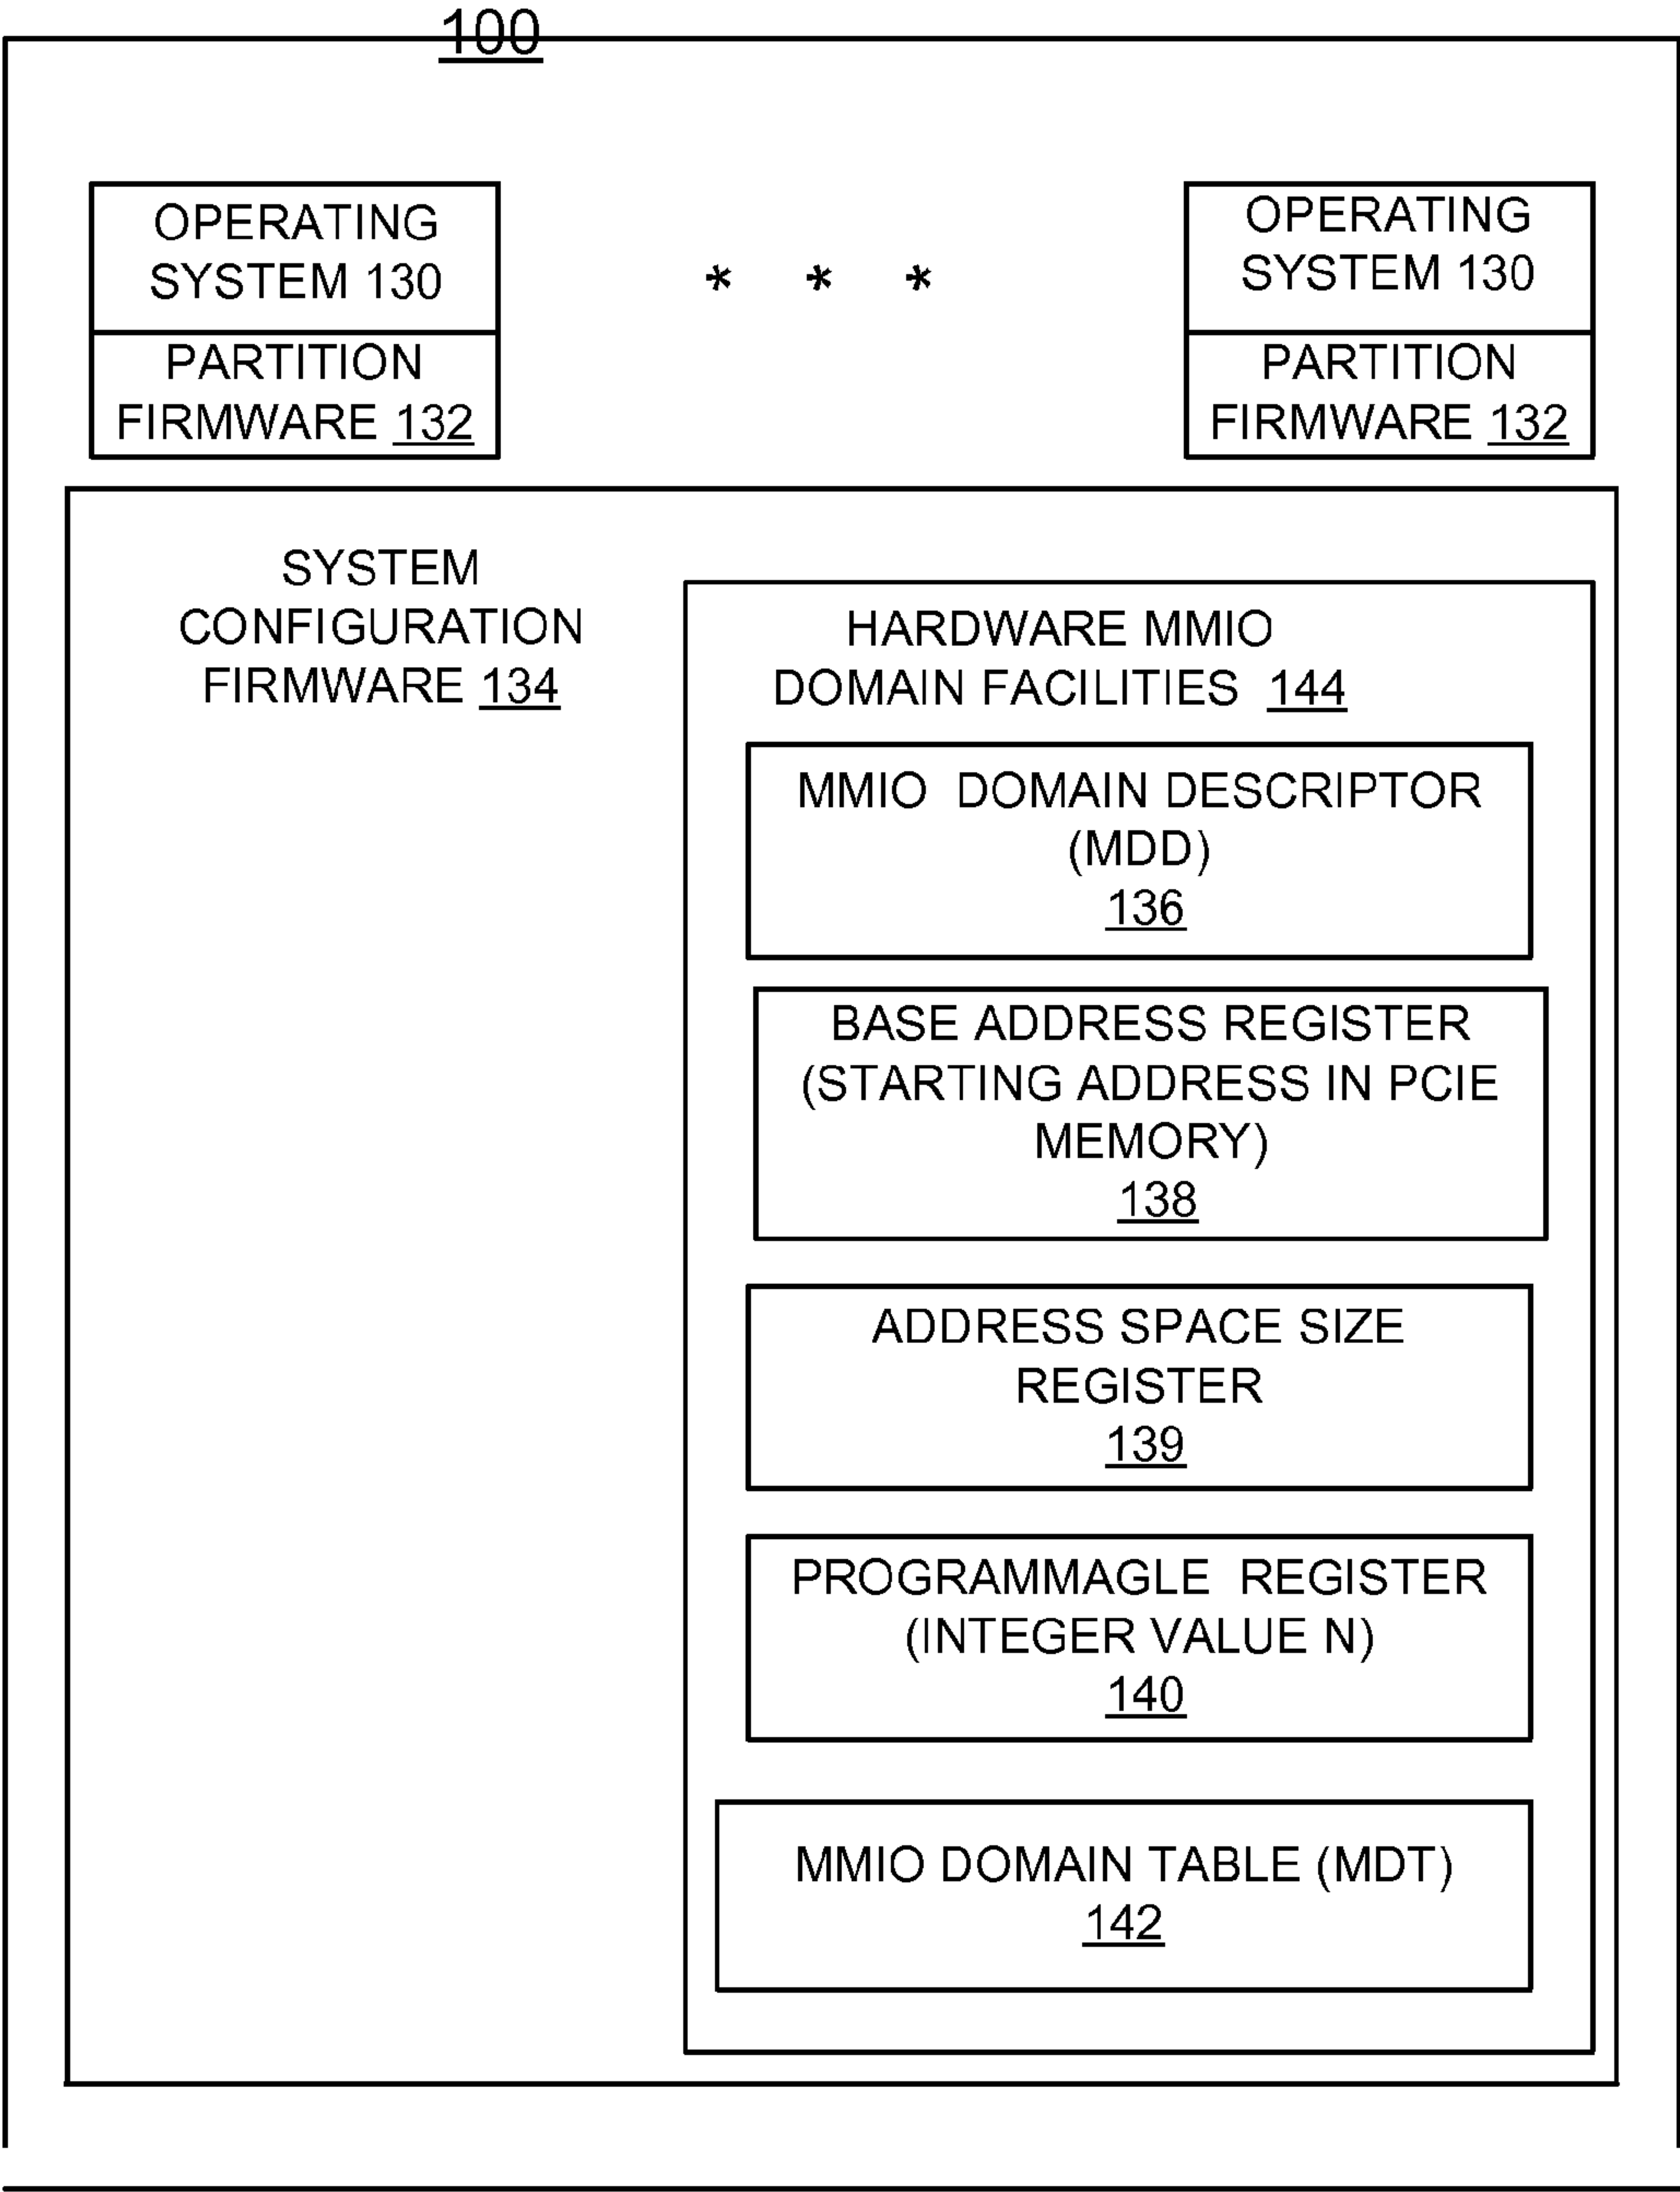 100
OPERATING
SYSTEM 130
PARTITION
FIRMWARE 132
* * *
OPERATING
SYSTEM 130
PARTITION
FIRMWARE 132
SYSTEM
CONFIGURATION
FIRMWARE 134
HARDWARE MMIO
DOMAIN FACILITIES 144
MMIO DOMAIN DESCRIPTOR
(MDD)
136
BASE ADDRESS REGISTER
(STARTING ADDRESS IN PCIE
MEMORY)
138
ADDRESS SPACE SIZE
REGISTER
139
PROGRAMMAGLE REGISTER
(INTEGER VALUE N)
140
MMIO DOMAIN TABLE (MDT)
142